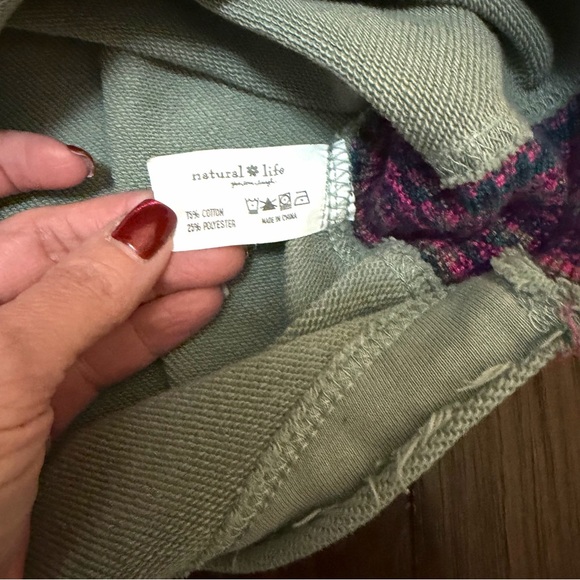 natural life
75% COTTON
25% POLYESTER
MADE IN CHINA